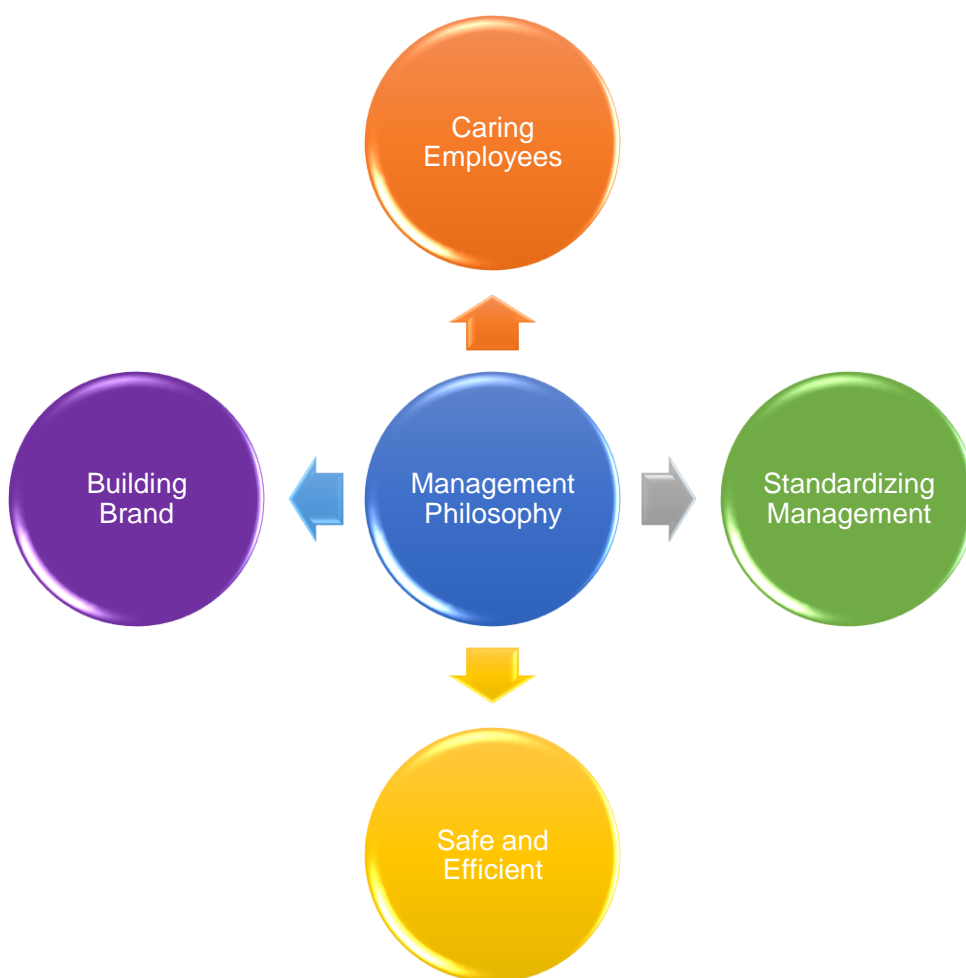 Caring
Employees
Building
Brand
Management
Philosophy
Standardizing
Management
Safe and
Efficient